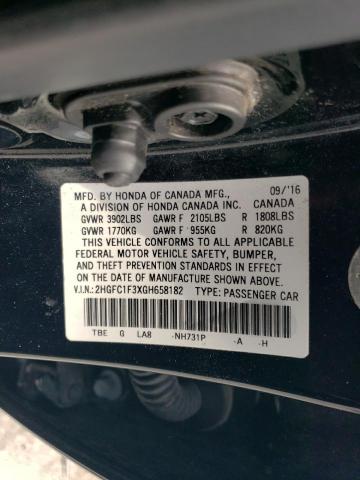 MFD. BY HONDA OF CANADA MFG., 09/'16
A DIVISION OF HONDA CANADA INC. CANADA
GVWR 3902LBS GAWR F 2105LBS R 1808LBS
GVWR 1770KG GAWR F 955KG R 820KG
THIS VEHICLE CONFORMS TO ALL APPLICABLE
FEDERAL MOTOR VEHICLE SAFETY, BUMPER,
AND THEFT PREVENTION STANDARDS IN EFFECT
ON THE DATE OF MANUFACTURE SHOWN ABOVE.
V.I.N.: 2HGFC1F3XGH658182 TYPE: PASSENGER CAR
TBE G LA8 -NH731P -A -H